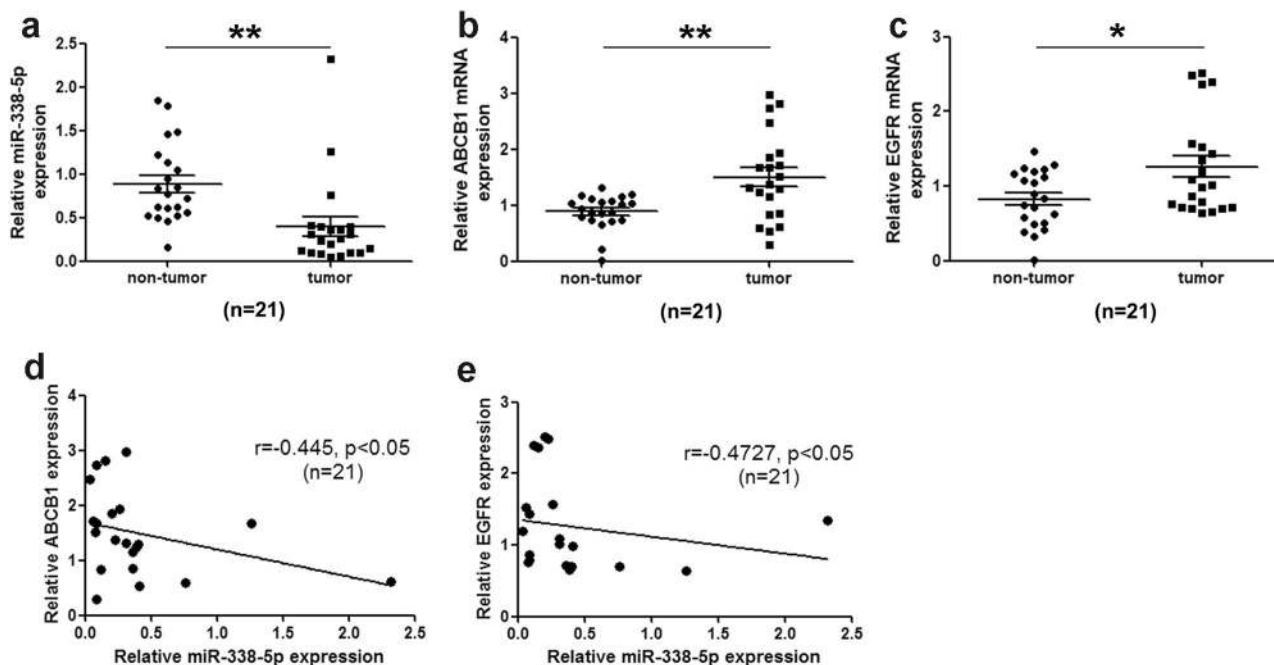 a
**
Relative miR-338-5p
expression
2.5
2.0
1.5
1.0
0.5
0.0
non-tumor
tumor
(n=21)
b
**
Relative ABCB1 mRNA
expression
4
3
2
1
0
non-tumor
tumor
(n=21)
c
*
Relative EGFR mRNA
expression
3
2
1
0
non-tumor
tumor
(n=21)
d
Relative ABCB1 expression
4
3
2
1
0
r=-0.445, p<0.05
(n=21)
0.0
0.5
1.0
1.5
2.0
2.5
Relative miR-338-5p expression
e
Relative EGFR expression
3
2
1
0
r=-0.4727, p<0.05
(n=21)
0.0
0.5
1.0
1.5
2.0
2.5
Relative miR-338-5p expression